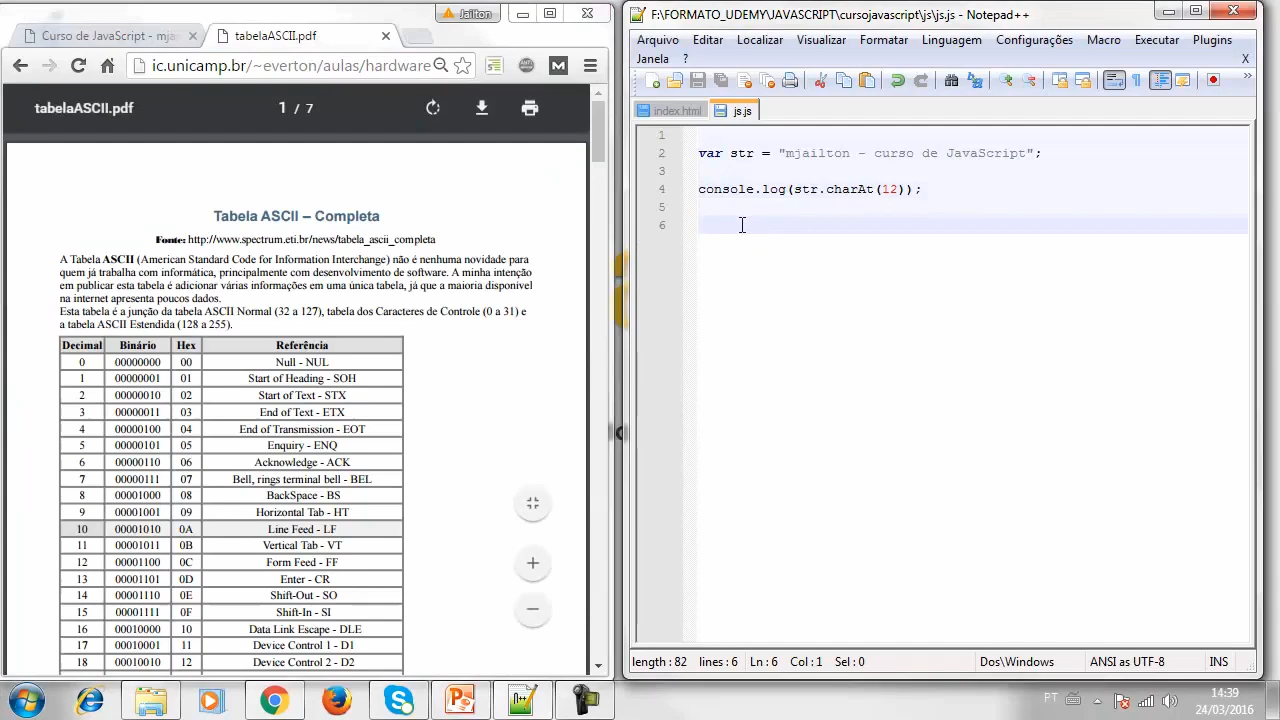 Jailton
Curso de JavaScript - mja
tabelaASCII.pdf
ic.unicamp.br/~everton/aulas/hardware
tabelaASCII.pdf
1 / 7
Tabela ASCII – Completa
Fonte: http://www.spectrum.eti.br/news/tabela_ascii_completa
A Tabela ASCII (American Standard Code for Information Interchange) não é nenhuma novidade para
quem já trabalha com informática, principalmente com desenvolvimento de software. A minha intenção
em publicar esta tabela é adicionar várias informações em uma única tabela, já que a maioria disponível
na internet apresenta poucos dados.
Esta tabela é a junção da tabela ASCII Normal (32 a 127), tabela dos Caracteres de Controle (0 a 31) e
a tabela ASCII Estendida (128 a 255).
Decimal Binário Hex Referência
0 00000000 00 Null - NUL
1 00000001 01 Start of Heading - SOH
2 00000010 02 Start of Text - STX
3 00000011 03 End of Text - ETX
4 00000100 04 End of Transmission - EOT
5 00000101 05 Enquiry - ENQ
6 00000110 06 Acknowledge - ACK
7 00000111 07 Bell, rings terminal bell - BEL
8 00001000 08 BackSpace - BS
9 00001001 09 Horizontal Tab - HT
10 00001010 0A Line Feed - LF
11 00001011 0B Vertical Tab - VT
12 00001100 0C Form Feed - FF
13 00001101 0D Enter - CR
14 00001110 0E Shift-Out - SO
15 00001111 0F Shift-In - SI
16 00010000 10 Data Link Escape - DLE
17 00010001 11 Device Control 1 - D1
18 00010010 12 Device Control 2 - D2
F:\FORMATO_UDEMY\JAVASCRIPT\cursojavascript\js\js.js - Notepad++
Arquivo Editar Localizar Visualizar Formatar Linguagem Configurações Macro Executar Plugins
Janela ? X
index.html js.js
1
2 var str = "mjailton - curso de JavaScript";
3
4 console.log(str.charAt(12));
5
6
length : 82 lines : 6 Ln : 6 Col : 1 Sel : 0 Dos\Windows ANSI as UTF-8 INS
PT
14:39
24/03/2016